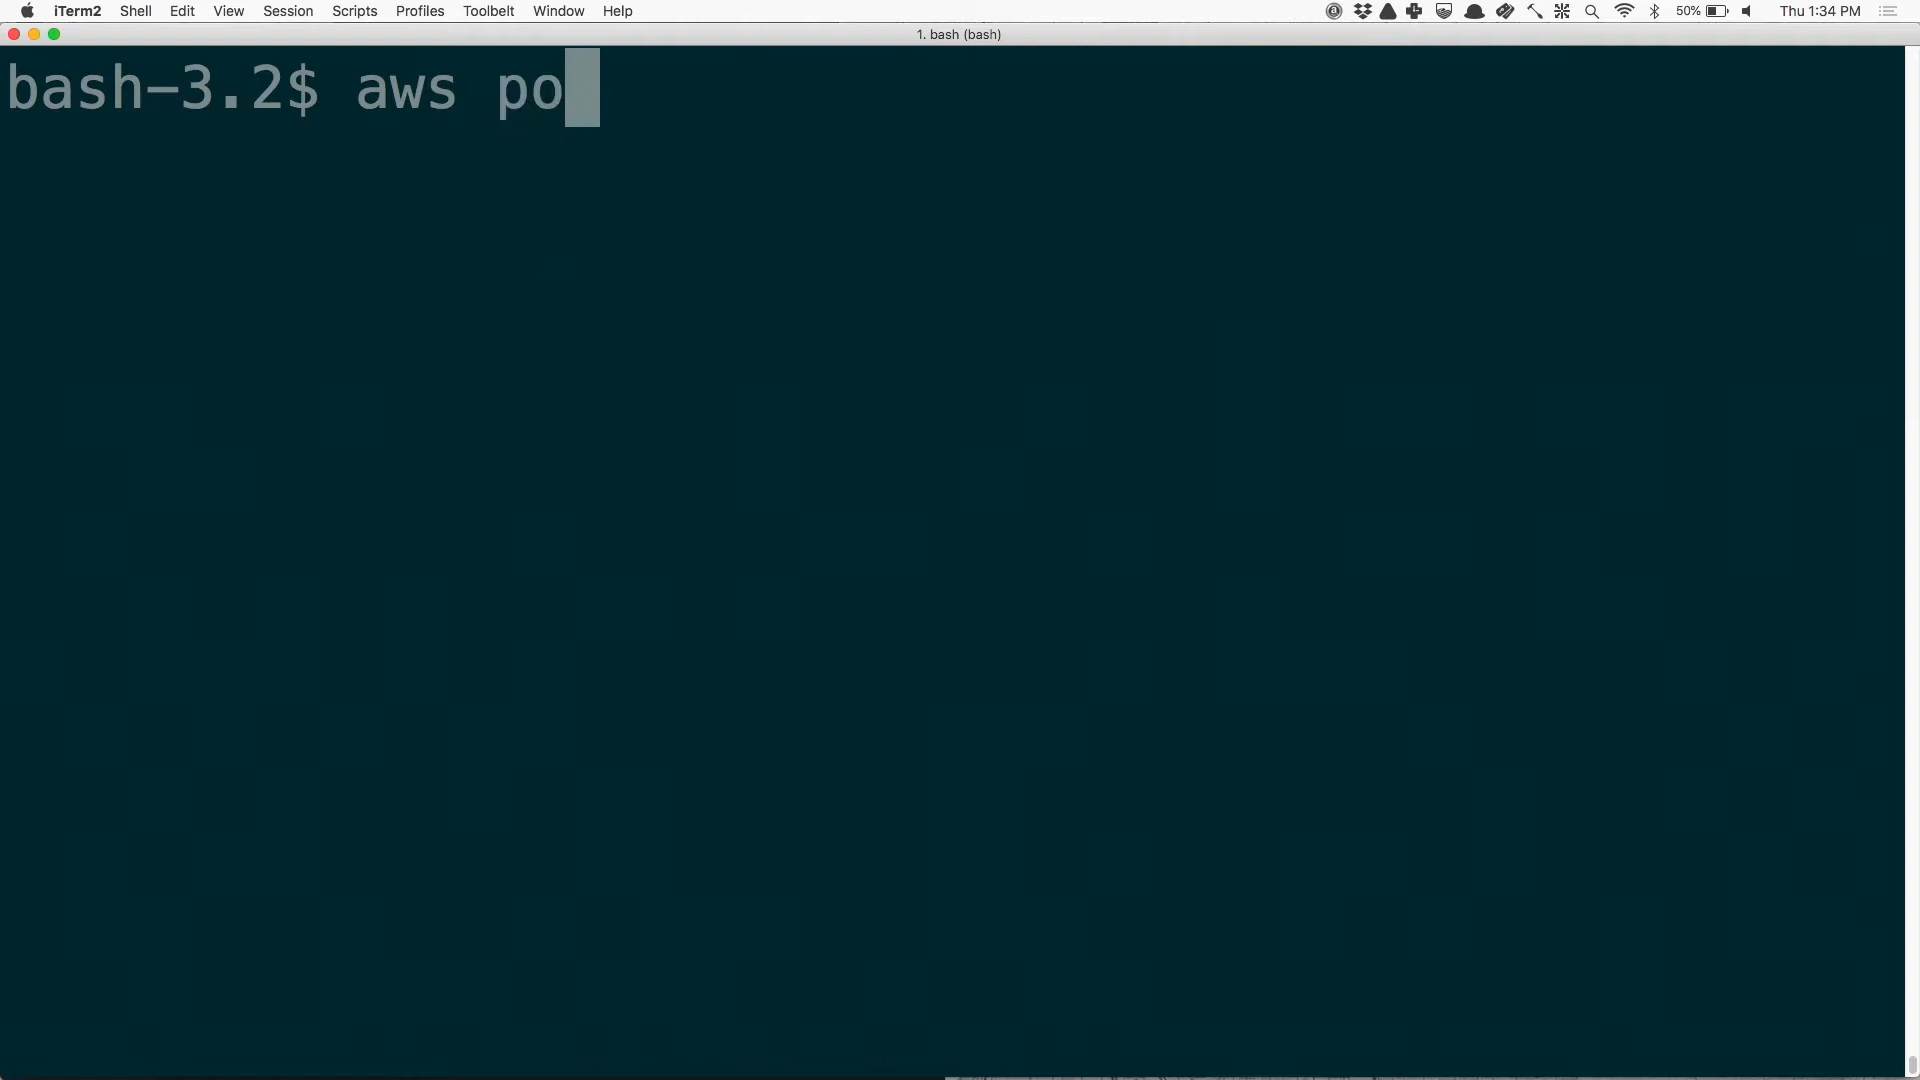 iTerm2 Shell Edit View Session Scripts Profiles Toolbelt Window Help 50% Thu 1:34 PM
1. bash (bash)
bash-3.2$ aws po